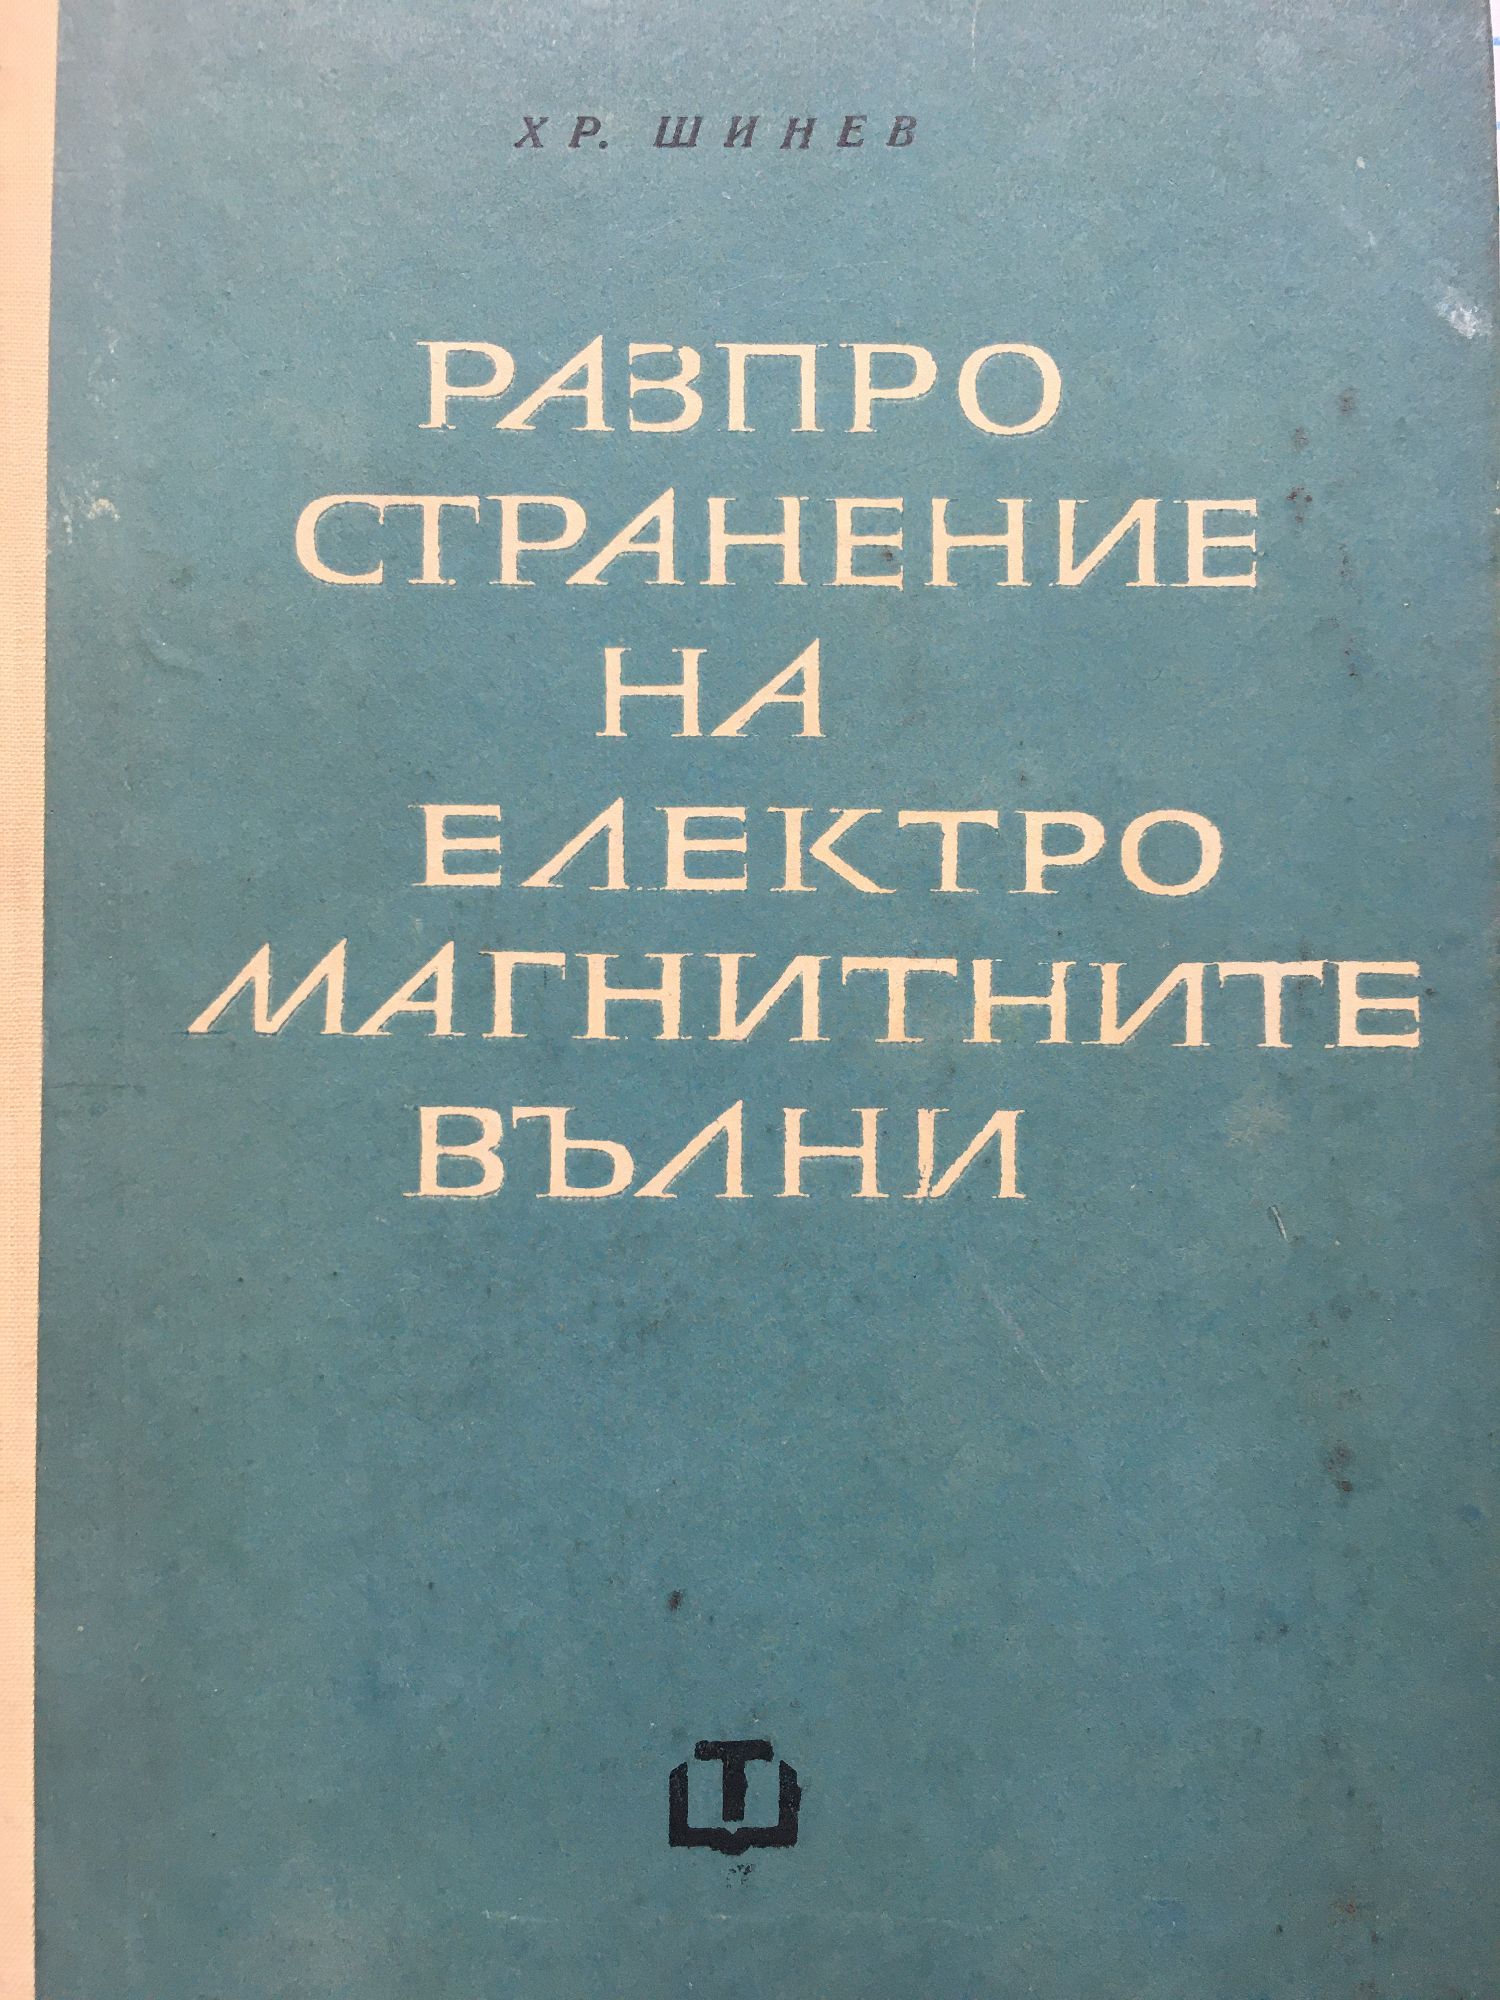 ХР. ШИНЕВ
РАЗПРО
СТРАНЕНИЕ
НА
ЕЛЕКТРО
МАГНИТНИТЕ
ВЪЛНИ
Т